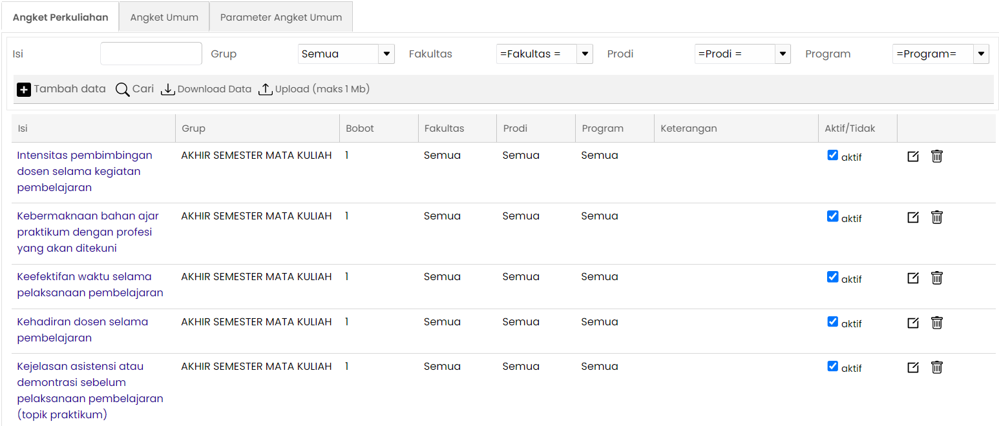 Angket Perkuliahan Angket Umum Parameter Angket Umum
Isi Grup Semua Fakultas =Fakultas = Prodi =Prodi = Program =Program=
Tambah data Cari Download Data Upload (maks 1 Mb)
Isi Grup Bobot Fakultas Prodi Program Keterangan Aktif/Tidak
Intensitas pembimbingan AKHIR SEMESTER MATA KULIAH 1 Semua Semua Semua aktif
dosen selama kegiatan
pembelajaran
Kebermaknaan bahan ajar AKHIR SEMESTER MATA KULIAH 1 Semua Semua Semua aktif
praktikum dengan profesi
yang akan ditekuni
Keefektifan waktu selama AKHIR SEMESTER MATA KULIAH 1 Semua Semua Semua aktif
pelaksanaan pembelajaran
Kehadiran dosen selama AKHIR SEMESTER MATA KULIAH 1 Semua Semua Semua aktif
pembelajaran
Kejelasan asistensi atau AKHIR SEMESTER MATA KULIAH 1 Semua Semua Semua aktif
demontrasi sebelum
pelaksanaan pembelajaran
(topik praktikum)